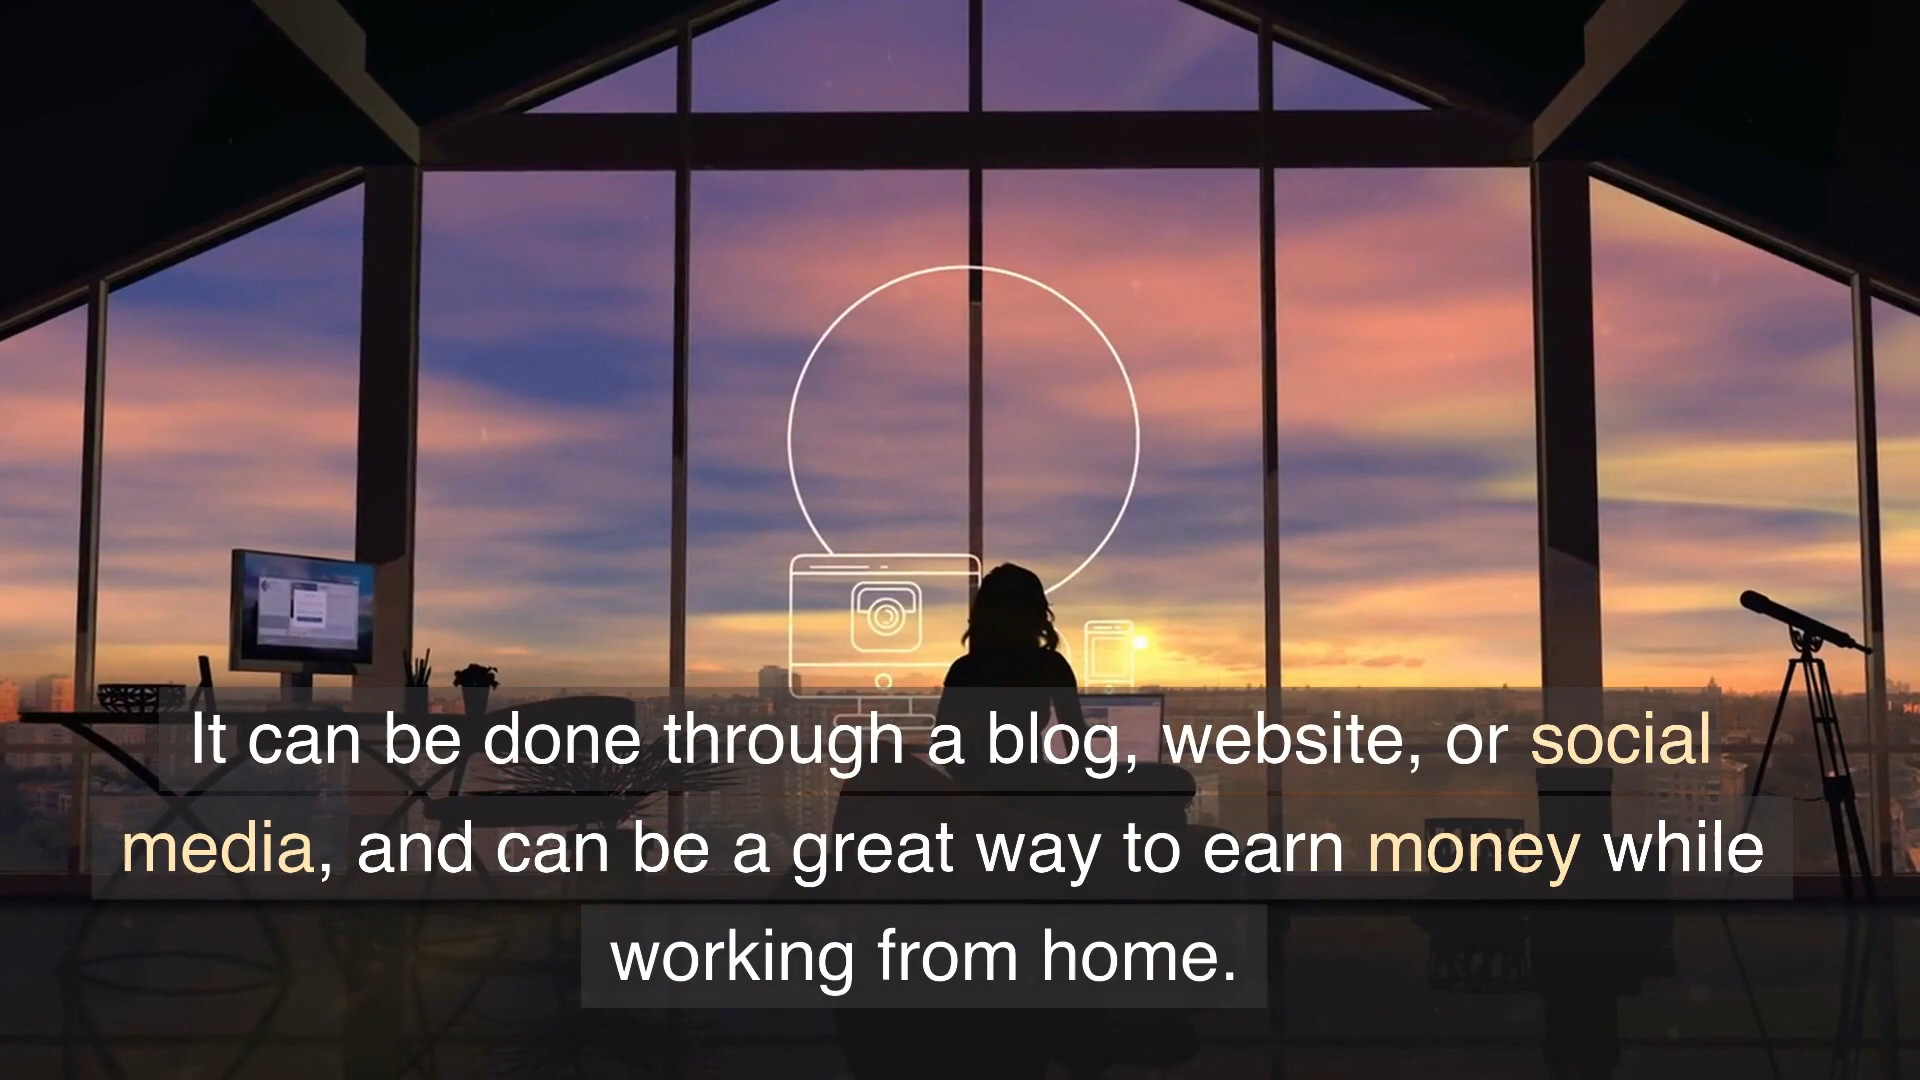 It can be done through a blog, website, or social
media, and can be a great way to earn money while
working from home.